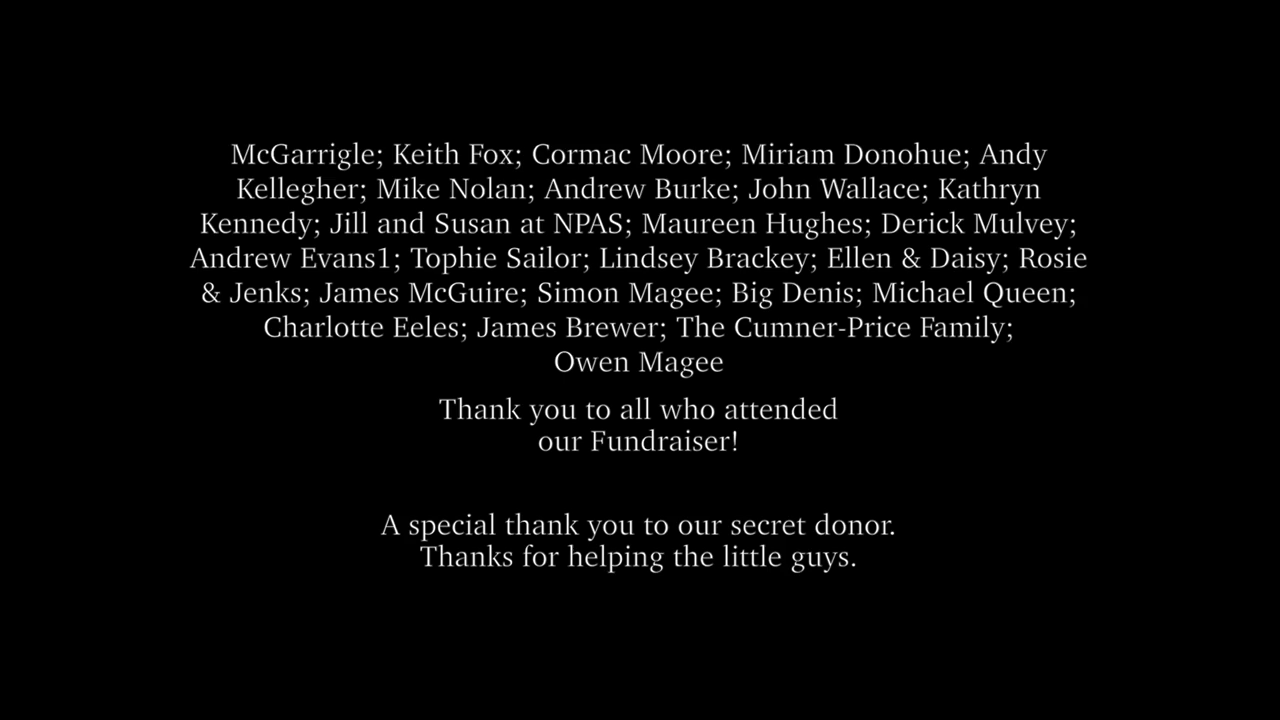 McGarrigle; Keith Fox; Cormac Moore; Miriam Donohue; Andy
Kellegher; Mike Nolan; Andrew Burke; John Wallace; Kathryn
Kennedy; Jill and Susan at NPAS; Maureen Hughes; Derick Mulvey;
Andrew Evans1; Tophie Sailor; Lindsey Brackey; Ellen & Daisy; Rosie
& Jenks; James McGuire; Simon Magee; Big Denis; Michael Queen;
Charlotte Eeles; James Brewer; The Cumner-Price Family;
Owen Magee
Thank you to all who attended
our Fundraiser!
A special thank you to our secret donor.
Thanks for helping the little guys.